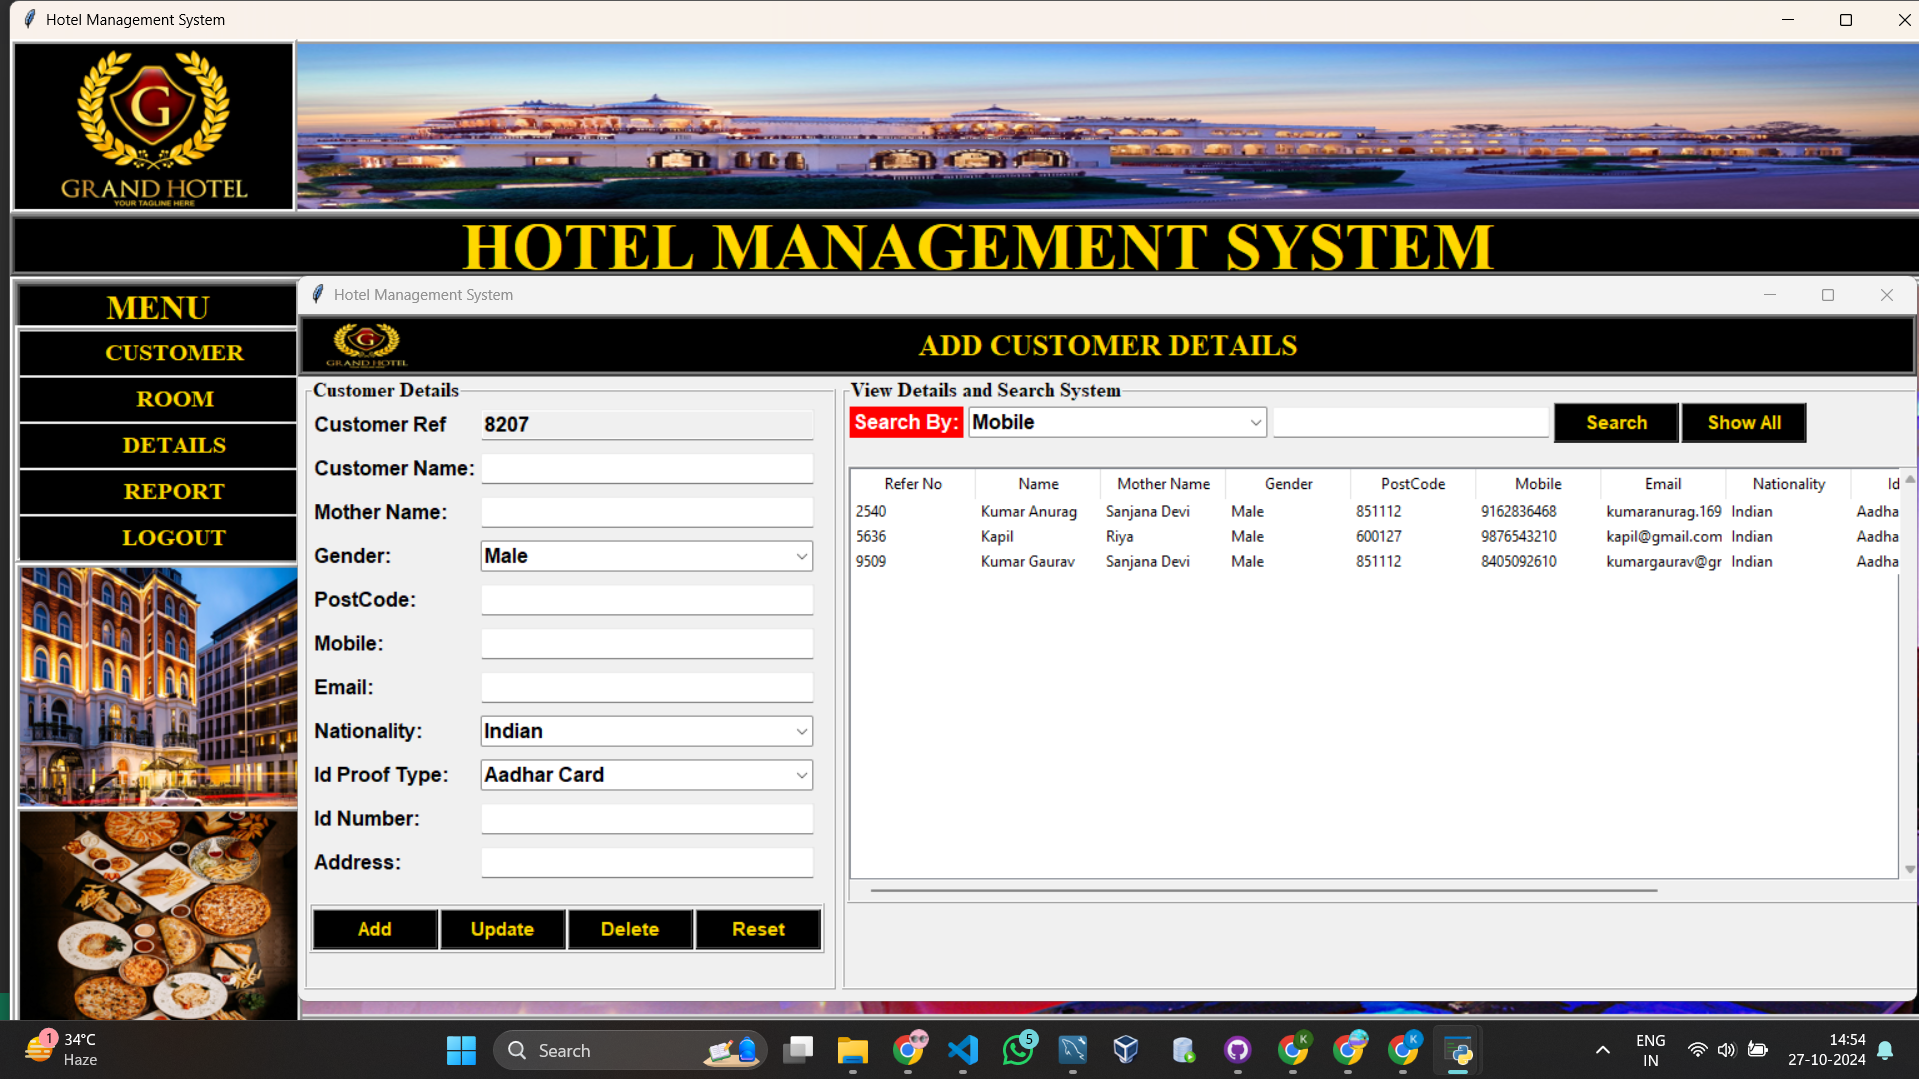 Hotel Management System
G
GRAND HOTEL
YOUR TAGLINE HERE
HOTEL MANAGEMENT SYSTEM
MENU
CUSTOMER
ROOM
DETAILS
REPORT
LOGOUT
Hotel Management System
G
GRAND HOTEL
ADD CUSTOMER DETAILS
Customer Details
Customer Ref 8207
Customer Name:
Mother Name:
Gender: Male
PostCode:
Mobile:
Email:
Nationality: Indian
Id Proof Type: Aadhar Card
Id Number:
Address:
Add Update Delete Reset
View Details and Search System
Search By: Mobile Search Show All
Refer No Name Mother Name Gender PostCode Mobile Email Nationality Id
2540 Kumar Anurag Sanjana Devi Male 851112 9162836468 kumaranurag.169 Indian Aadha
5636 Kapil Riya Male 600127 9876543210 kapil@gmail.com Indian Aadha
9509 Kumar Gaurav Sanjana Devi Male 851112 8405092610 kumargaurav@gr Indian Aadha
1 34°C
Haze
Search
5
K
K
ENG
IN
14:54
27-10-2024